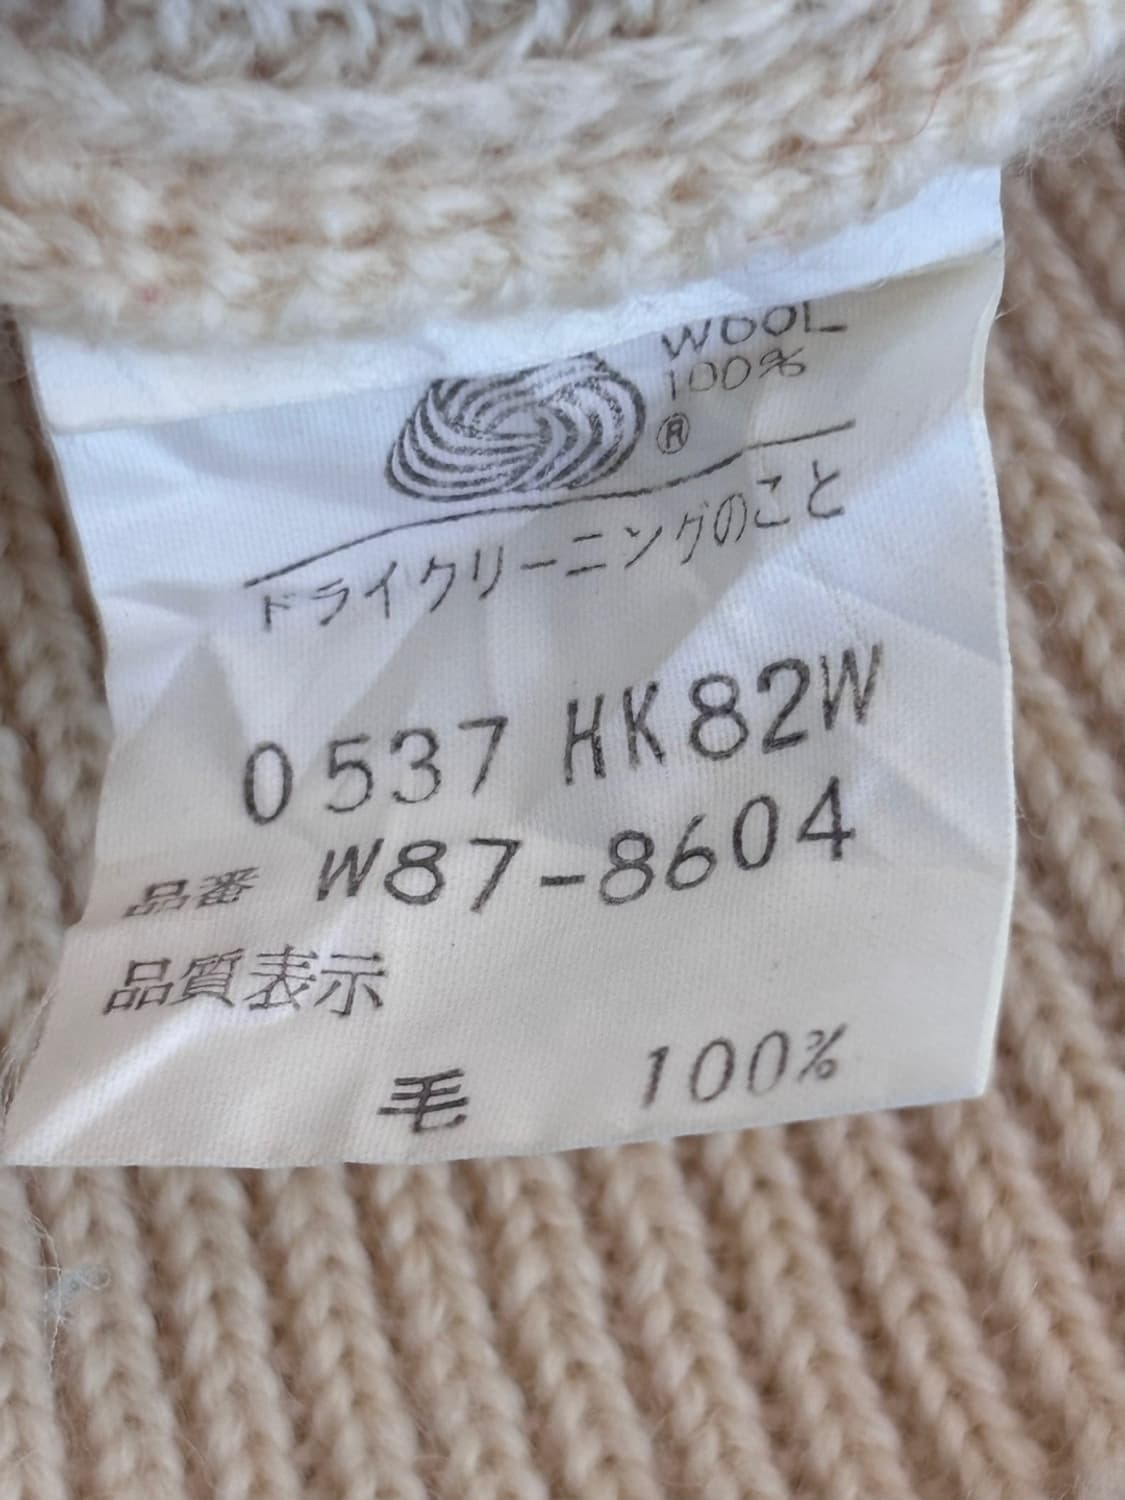 WOOL
100%
®
ドライクリーニングのこと
0537 HK82W
品番 W87-8604
品質表示
毛 100%